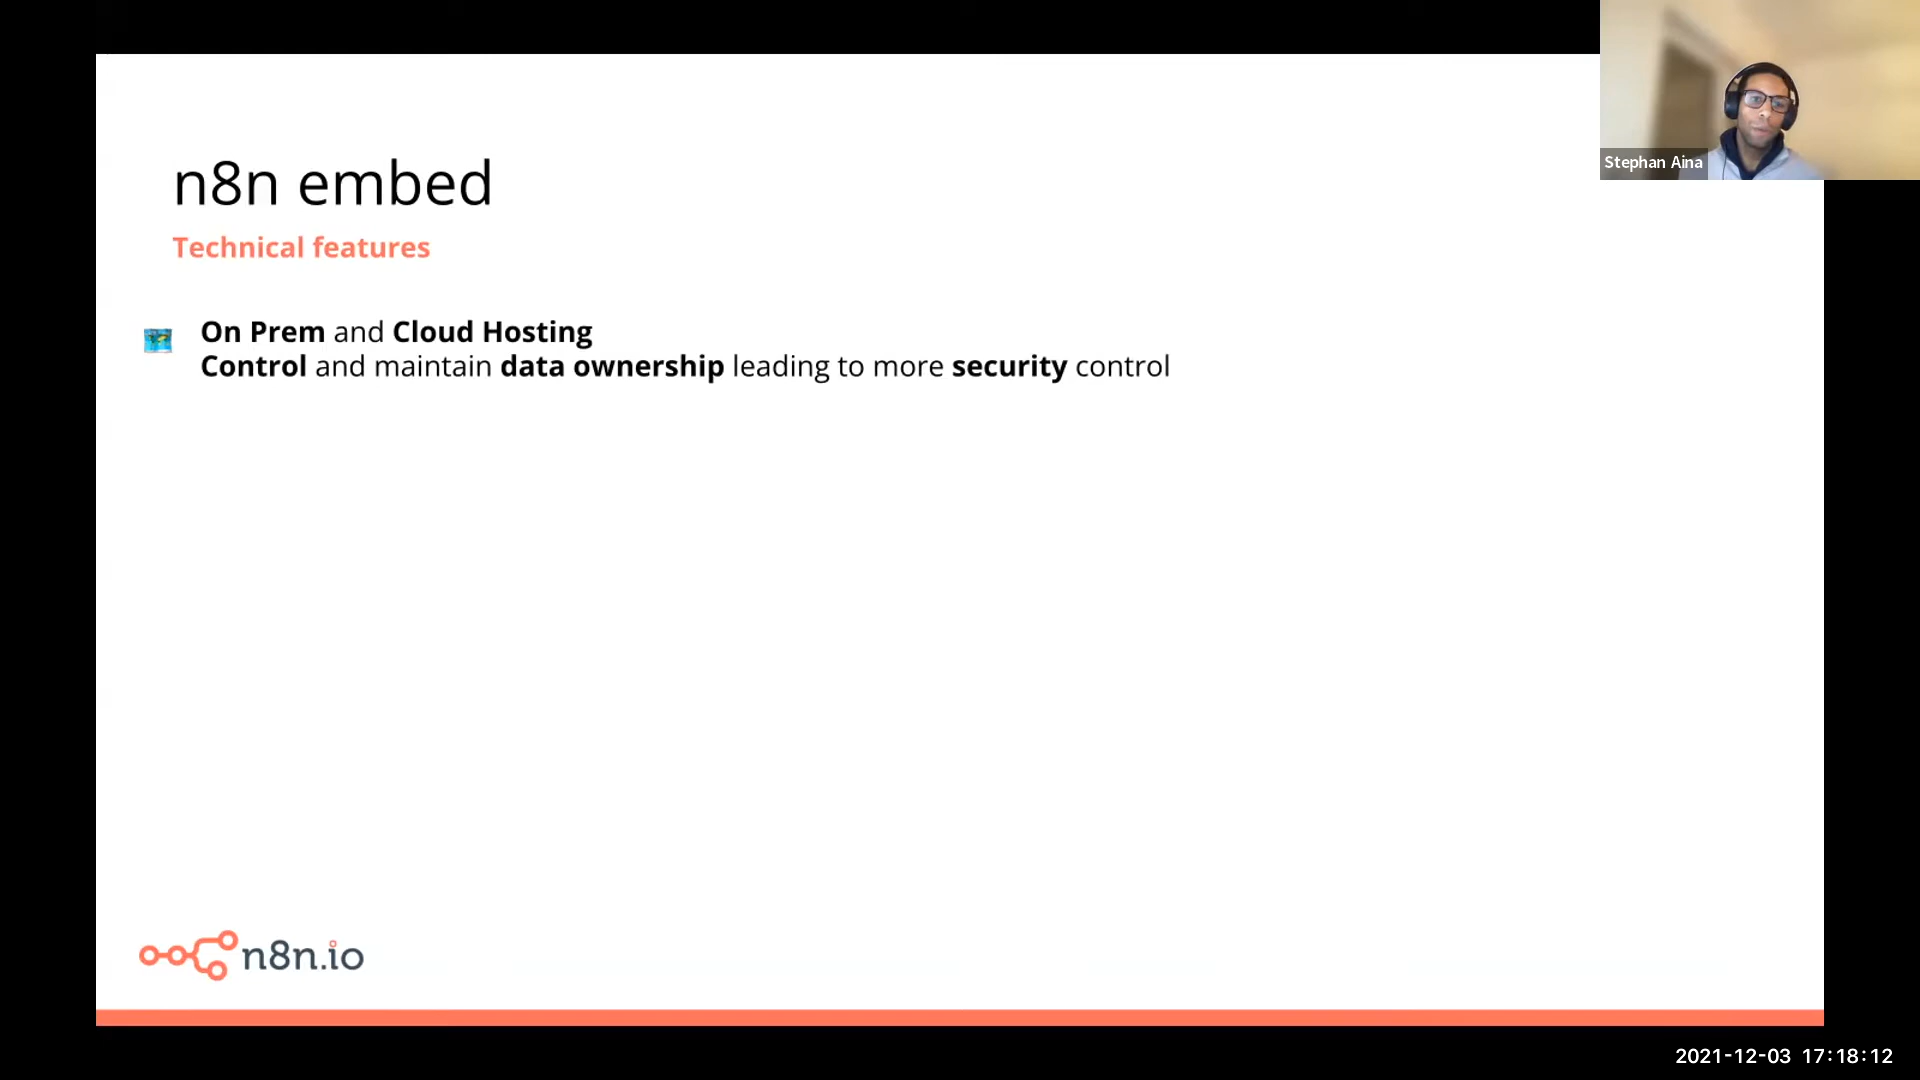 Stephan Aina
n8n embed
Technical features
On Prem and Cloud Hosting
Control and maintain data ownership leading to more security control
n8n.io
2021-12-03 17:18:12